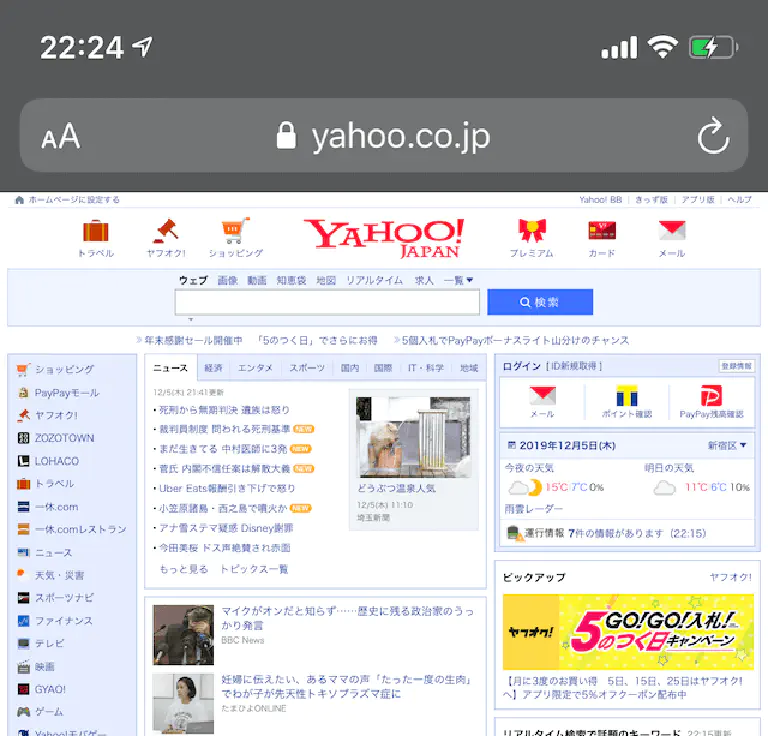 22:24
AA yahoo.co.jp
ホームページに設定する
Yahoo! BB | きっず版 | アプリ版 | ヘルプ
トラベル ヤフオク! ショッピング
YAHOO!
JAPAN
プレミアム カード メール
ウェブ 画像 動画 知恵袋 地図 リアルタイム 求人 一覧▼
検索
年末感謝セール開催中 「5のつく日」でさらにお得
5個入札でPayPayボーナスライト山分けのチャンス
ショッピング
PayPayモール
ヤフオク!
ZOZOTOWN
LOHACO
トラベル
一休.com
一休.comレストラン
ニュース
天気・災害
スポーツナビ
ファイナンス
テレビ
映画
GYAO!
ゲーム
Yahoo!モバゲー
ニュース 経済 エンタメ スポーツ 国内 国際 IT・科学 地域
12/5(木) 21:41更新
・死刑から無期判決 遺族は怒り
・裁判員制度 問われる死刑基準 NEW
・まだ生きてる 中村医師に3発 NEW
・菅氏 内閣不信任案は解散大義 NEW
・Uber Eats報酬引き下げで怒り
・小笠原諸島・西之島で噴火か NEW
・アナ雪ステマ疑惑 Disney謝罪
・今田美桜 ドス声絶賛され赤面
もっと見る トピックス一覧
どうぶつ温泉人気
12/5(木) 11:10
埼玉新聞
マイクがオンだと知らず……歴史に残る政治家のうっ
かり発言
BBC News
妊婦に伝えたい、あるママの声「たった一度の生肉」
でわが子が先天性トキソプラズマ症に
たまひよONLINE
ログイン [ ID新規取得 ] 登録情報
メール ポイント確認 PayPay残高確認
2019年12月5日(木) 新宿区▼
今夜の天気 明日の天気
15℃ 7℃ 0% 11℃ 6℃ 10%
雨雲レーダー
運行情報 7件の情報があります（22:15）
ピックアップ ヤフオク!
ヤフオク!
GO!GO!入札!
5のつく日キャンペーン
【月に3度のお買い得 5日、15日、25日はヤフオク!
へ】アプリ限定で5%オフクーポン配布中
リアルタイム検索で話題のキーワード 22:15更新